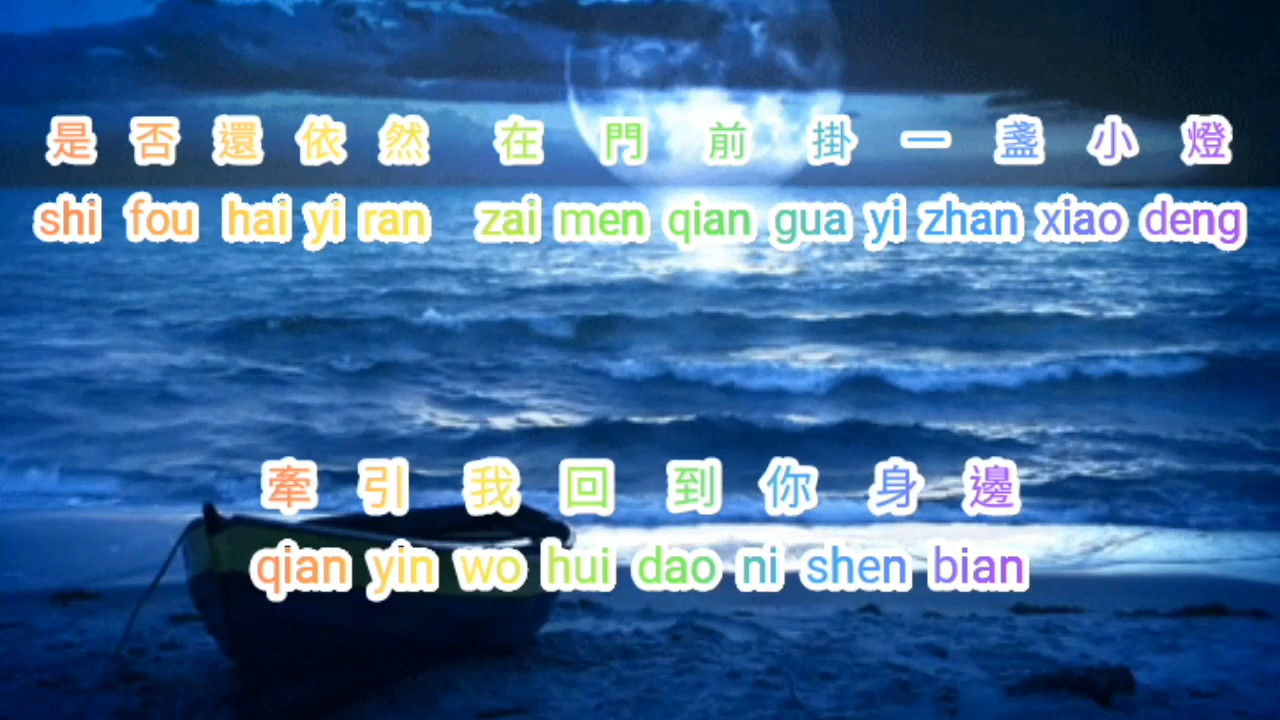 是否還依然 在門前掛一盞小燈
shi fou hai yi ran zai men qian gua yi zhan xiao deng
牽引我回到你身邊
qian yin wo hui dao ni shen bian